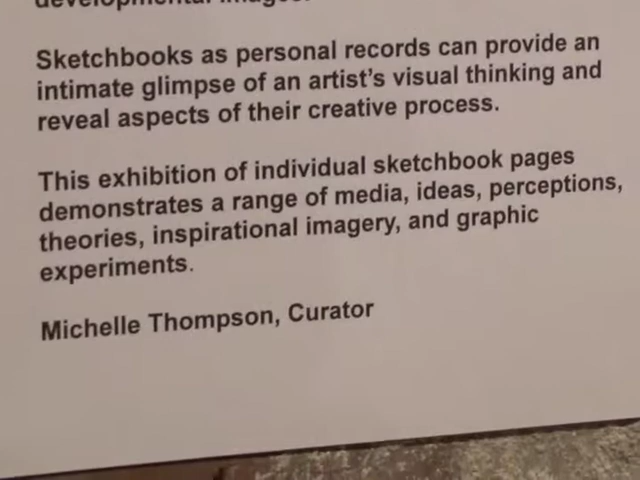 developmental images.
Sketchbooks as personal records can provide an
intimate glimpse of an artist's visual thinking and
reveal aspects of their creative process.
This exhibition of individual sketchbook pages
demonstrates a range of media, ideas, perceptions,
theories, inspirational imagery, and graphic
experiments.
Michelle Thompson, Curator